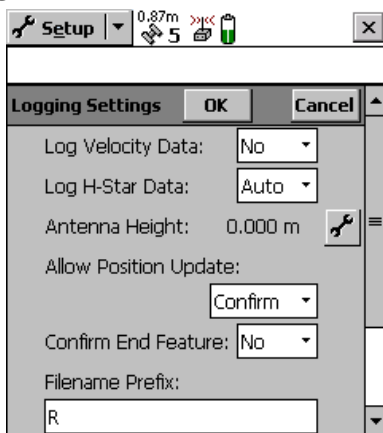 Setup 0.87m 5
Logging Settings OK Cancel
Log Velocity Data: No
Log H-Star Data: Auto
Antenna Height: 0.000 m
Allow Position Update:
Confirm
Confirm End Feature: No
Filename Prefix:
R